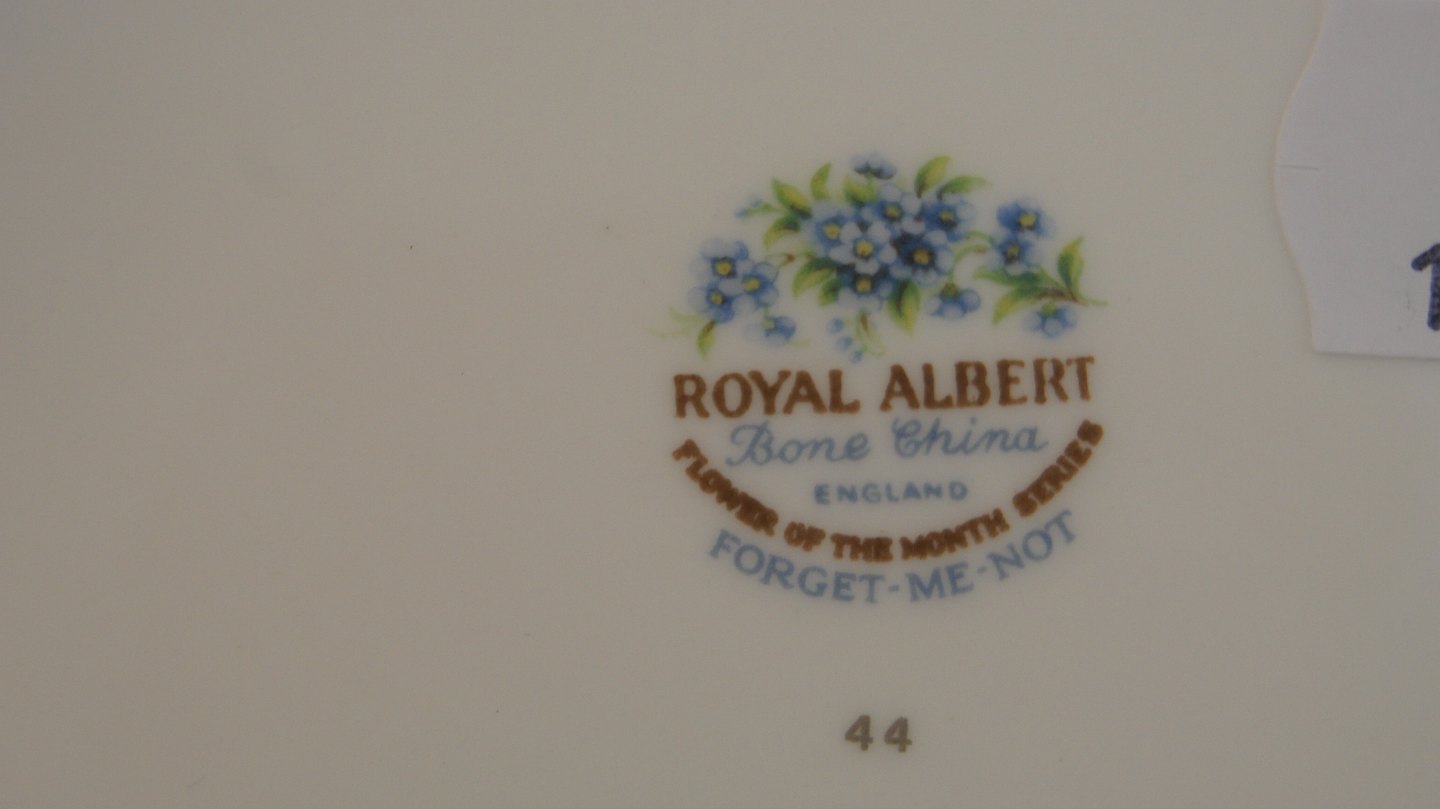 ROYAL ALBERT
Bone China
ENGLAND
FLOWER OF THE MONTH SERIES
FORGET-ME-NOT
44